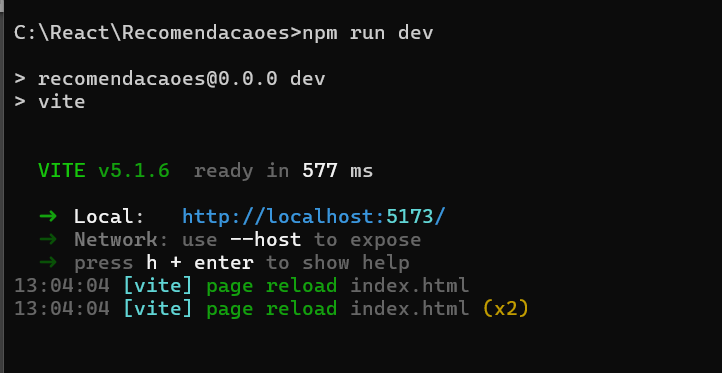 C:\React\Recomendacaoes>npm run dev
> recomendacaoes@0.0.0 dev
> vite
VITE v5.1.6 ready in 577 ms
➜ Local: http://localhost:5173/
➜ Network: use --host to expose
➜ press h + enter to show help
13:04:04 [vite] page reload index.html
13:04:04 [vite] page reload index.html (x2)